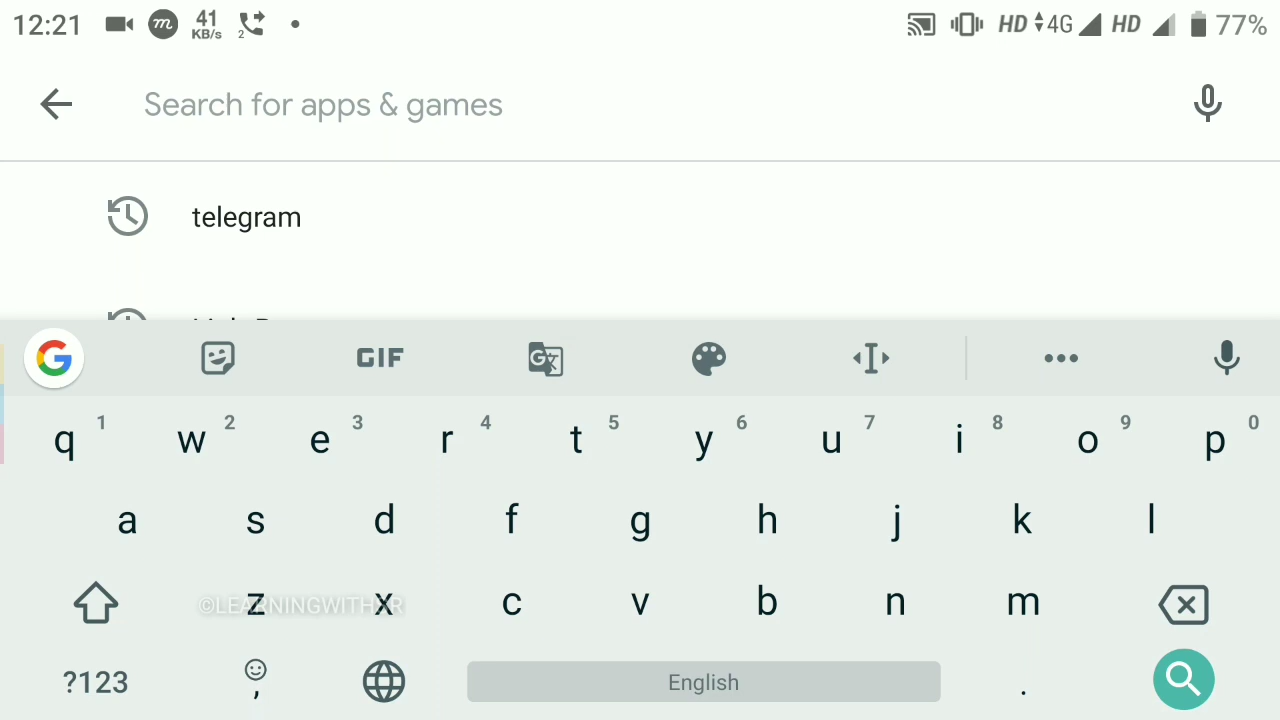 12:21 m 41 KB/s 2 HD 4G HD 77%
Search for apps & games
telegram
G GIF G
q 1 w 2 e 3 r 4 t 5 y 6 u 7 i 8 o 9 p 0
a s d f g h j k l
z x c v b n m
©LEARNINGWITHER
?123 , English .